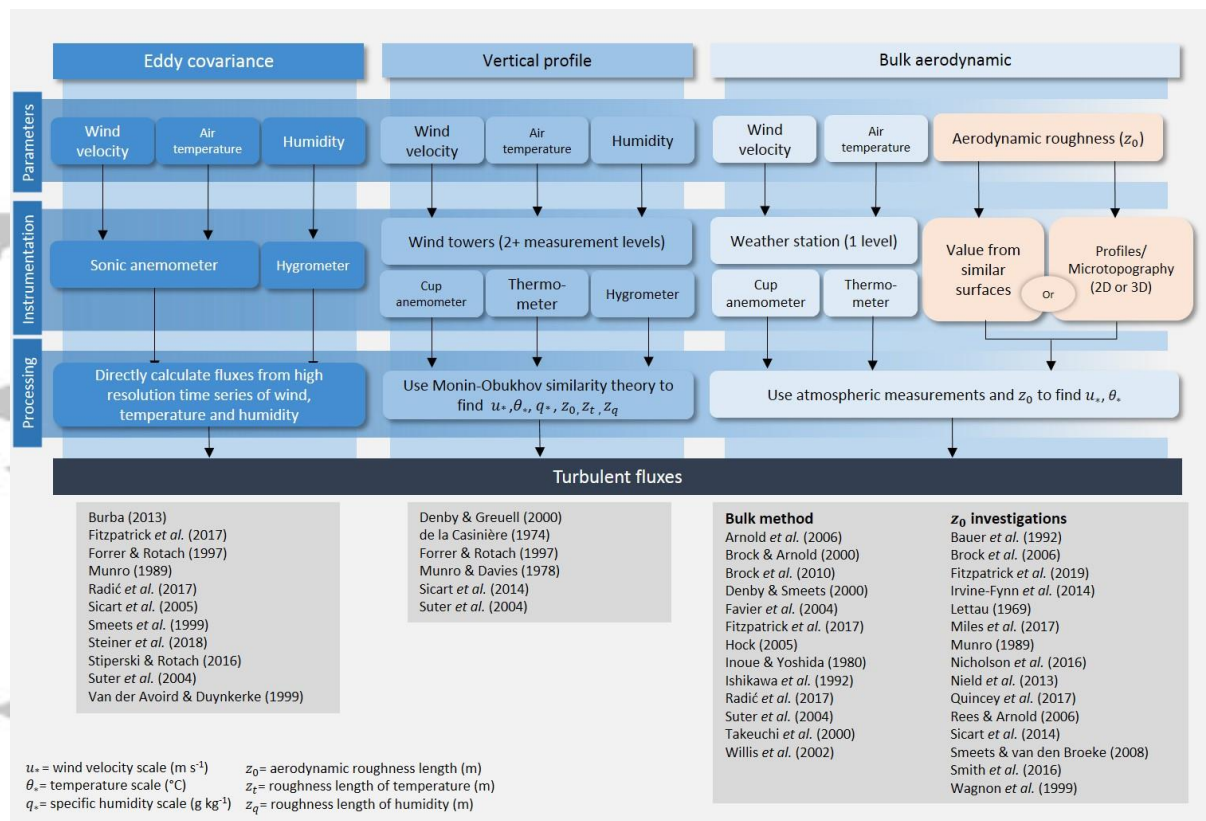 Eddy covariance
Vertical profile
Bulk aerodynamic
Parameters
Wind
velocity
Air
temperature
Humidity
Wind
velocity
Air
temperature
Humidity
Wind
velocity
Air
temperature
Aerodynamic roughness (z₀)
Instrumentation
Sonic anemometer
Hygrometer
Wind towers (2+ measurement levels)
Cup
anemometer
Thermo-
meter
Hygrometer
Weather station (1 level)
Cup
anemometer
Thermo-
meter
Value from
similar
surfaces
Or
Profiles/
Microtopography
(2D or 3D)
Processing
Directly calculate fluxes from high
resolution time series of wind,
temperature and humidity
Use Monin-Obukhov similarity theory to
find u*,θ*, q*, z₀, zₜ , z_q
Use atmospheric measurements and z₀ to find u*, θ*
Turbulent fluxes
Burba (2013)
Fitzpatrick et al. (2017)
Forrer & Rotach (1997)
Munro (1989)
Radić et al. (2017)
Sicart et al. (2005)
Smeets et al. (1999)
Steiner et al. (2018)
Stiperski & Rotach (2016)
Suter et al. (2004)
Van der Avoird & Duynkerke (1999)
Denby & Greuell (2000)
de la Casinière (1974)
Forrer & Rotach (1997)
Munro & Davies (1978)
Sicart et al. (2014)
Suter et al. (2004)
Bulk method
Arnold et al. (2006)
Brock & Arnold (2000)
Brock et al. (2010)
Denby & Smeets (2000)
Favier et al. (2004)
Fitzpatrick et al. (2017)
Hock (2005)
Inoue & Yoshida (1980)
Ishikawa et al. (1992)
Radić et al. (2017)
Suter et al. (2004)
Takeuchi et al. (2000)
Willis et al. (2002)
z₀ investigations
Bauer et al. (1992)
Brock et al. (2006)
Fitzpatrick et al. (2019)
Irvine-Fynn et al. (2014)
Lettau (1969)
Miles et al. (2017)
Munro (1989)
Nicholson et al. (2016)
Nield et al. (2013)
Quincey et al. (2017)
Rees & Arnold (2006)
Sicart et al. (2014)
Smeets & van den Broeke (2008)
Smith et al. (2016)
Wagnon et al. (1999)
u*= wind velocity scale (m s⁻¹)
θ*= temperature scale (°C)
q*= specific humidity scale (g kg⁻¹)
z₀= aerodynamic roughness length (m)
zₜ= roughness length of temperature (m)
z_q= roughness length of humidity (m)